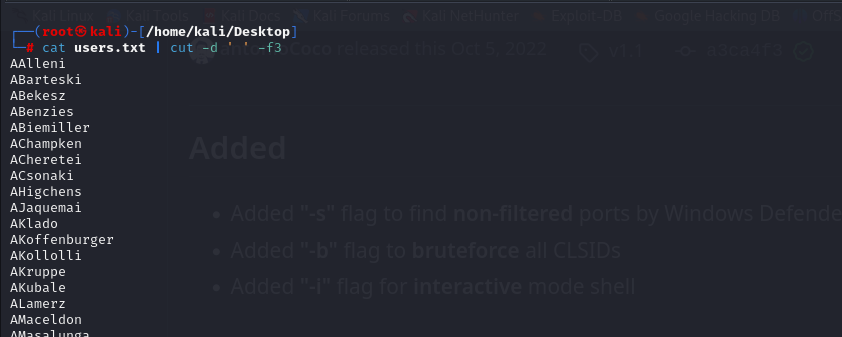 Kali Linux Kali Tools Kali Docs Kali Forums Kali NetHunter Exploit-DB Google Hacking DB OffS
┌──(root㉿kali)-[/home/kali/Desktop]
└─# cat users.txt | cut -d ' ' -f3
antonioCoco released this Oct 5, 2022 v1.1 a3ca4f3
AAlleni
ABarteski
ABekesz
ABenzies
ABiemiller
AChampken
ACheretei
ACsonaki
Added
AHigchens
AJaquemai
AKlado
Added "-s" flag to find non-filtered ports by Windows Defende
AKoffenburger
AKollolli
Added "-b" flag to bruteforce all CLSIDs
AKruppe
AKubale
Added "-i" flag for interactive mode shell
ALamerz
AMaceldon
AMasalunga